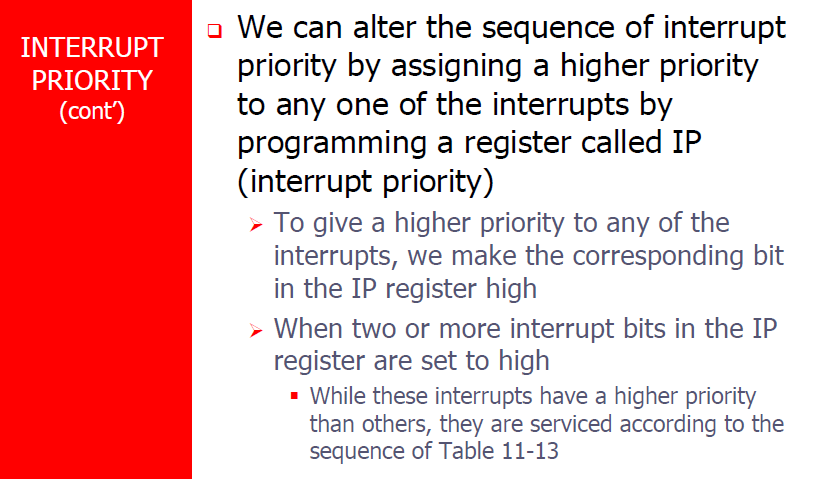 INTERRUPT
PRIORITY
(cont’)
We can alter the sequence of interrupt
priority by assigning a higher priority
to any one of the interrupts by
programming a register called IP
(interrupt priority)
To give a higher priority to any of the
interrupts, we make the corresponding bit
in the IP register high
When two or more interrupt bits in the IP
register are set to high
While these interrupts have a higher priority
than others, they are serviced according to the
sequence of Table 11-13